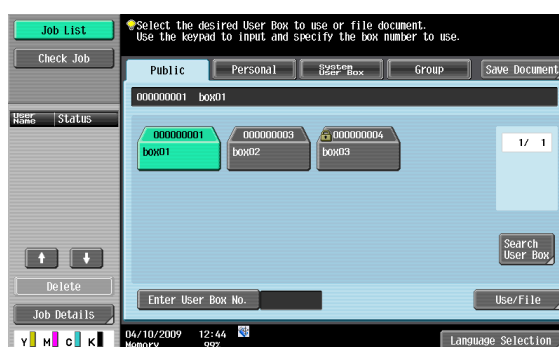 Job List
Check Job
User Name
Status
Delete
Job Details
Y M C K
Select the desired User Box to use or file document.
Use the keypad to input and specify the box number to use.
Public
Personal
System User Box
Group
Save Document
000000001 box01
000000001
box01
000000003
box02
000000004
box03
1/ 1
Search
User Box
Enter User Box No.
Use/File
04/10/2009 12:44
Memory 99%
Language Selection